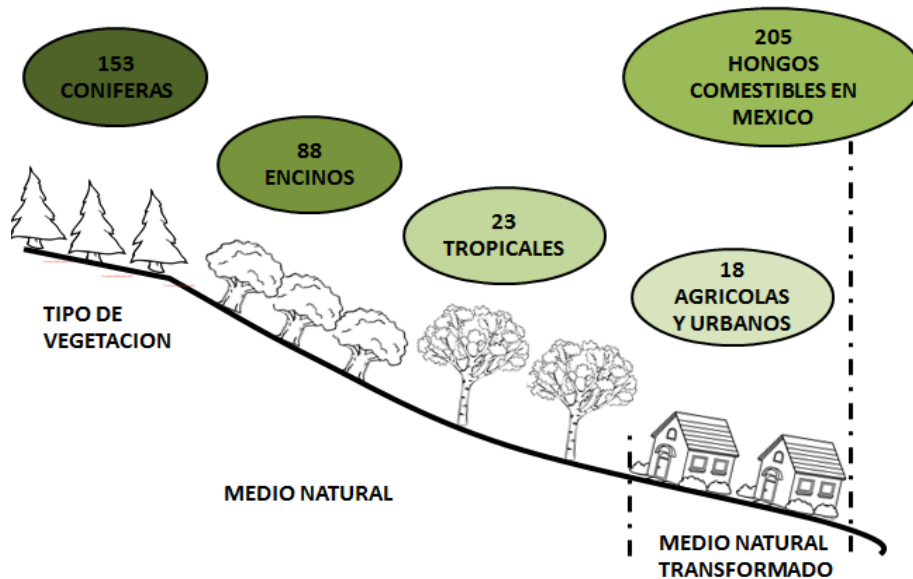 153
CONIFERAS
205
HONGOS
COMESTIBLES EN
MEXICO
88
ENCINOS
23
TROPICALES
18
AGRICOLAS
Y URBANOS
TIPO DE
VEGETACION
MEDIO NATURAL
MEDIO NATURAL
TRANSFORMADO